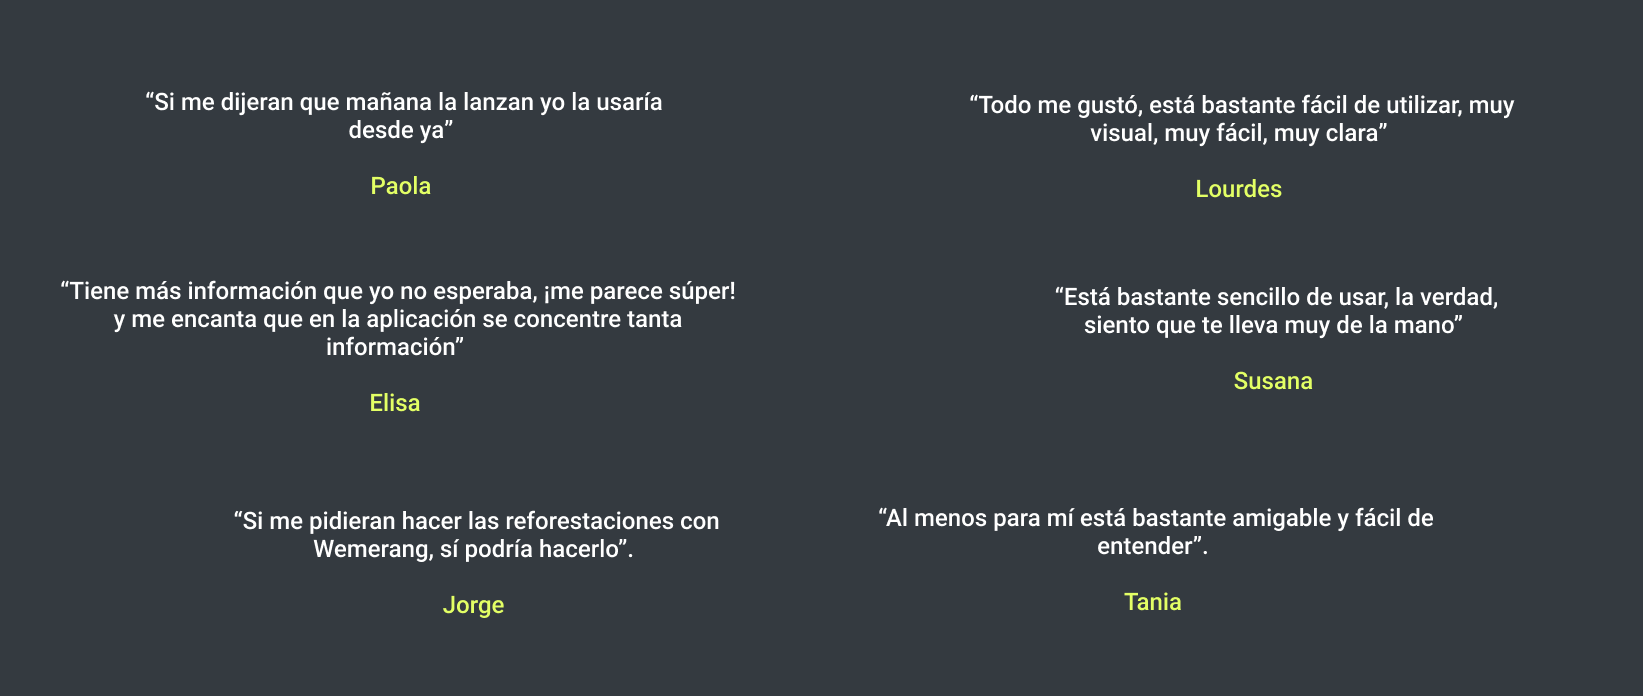 “Si me dijeran que mañana la lanzan yo la usaría
desde ya”
Paola
“Todo me gustó, está bastante fácil de utilizar, muy
visual, muy fácil, muy clara”
Lourdes
“Tiene más información que yo no esperaba, ¡me parece súper!
y me encanta que en la aplicación se concentre tanta
información”
Elisa
“Está bastante sencillo de usar, la verdad,
siento que te lleva muy de la mano”
Susana
“Si me pidieran hacer las reforestaciones con
Wemerang, sí podría hacerlo”.
Jorge
“Al menos para mí está bastante amigable y fácil de
entender”.
Tania